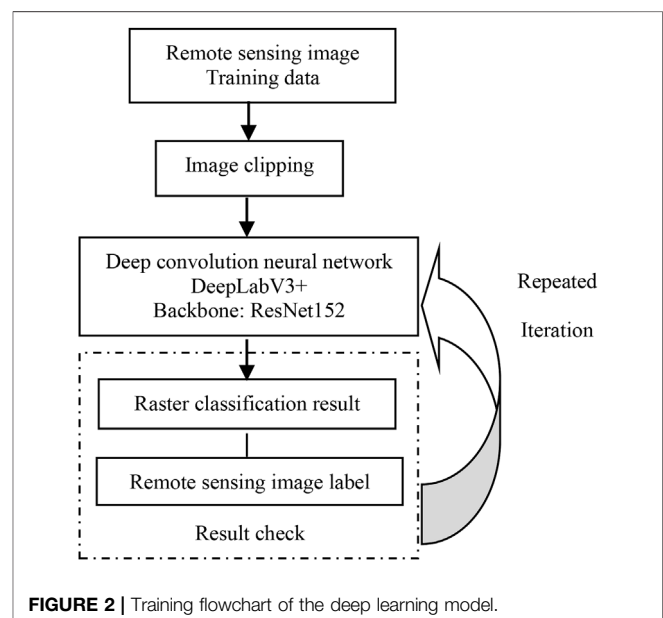 Remote sensing image
Training data
Image clipping
Deep convolution neural network
DeepLabV3+
Backbone: ResNet152
Repeated
Iteration
Raster classification result
Remote sensing image label
Result check
FIGURE 2 | Training flowchart of the deep learning model.